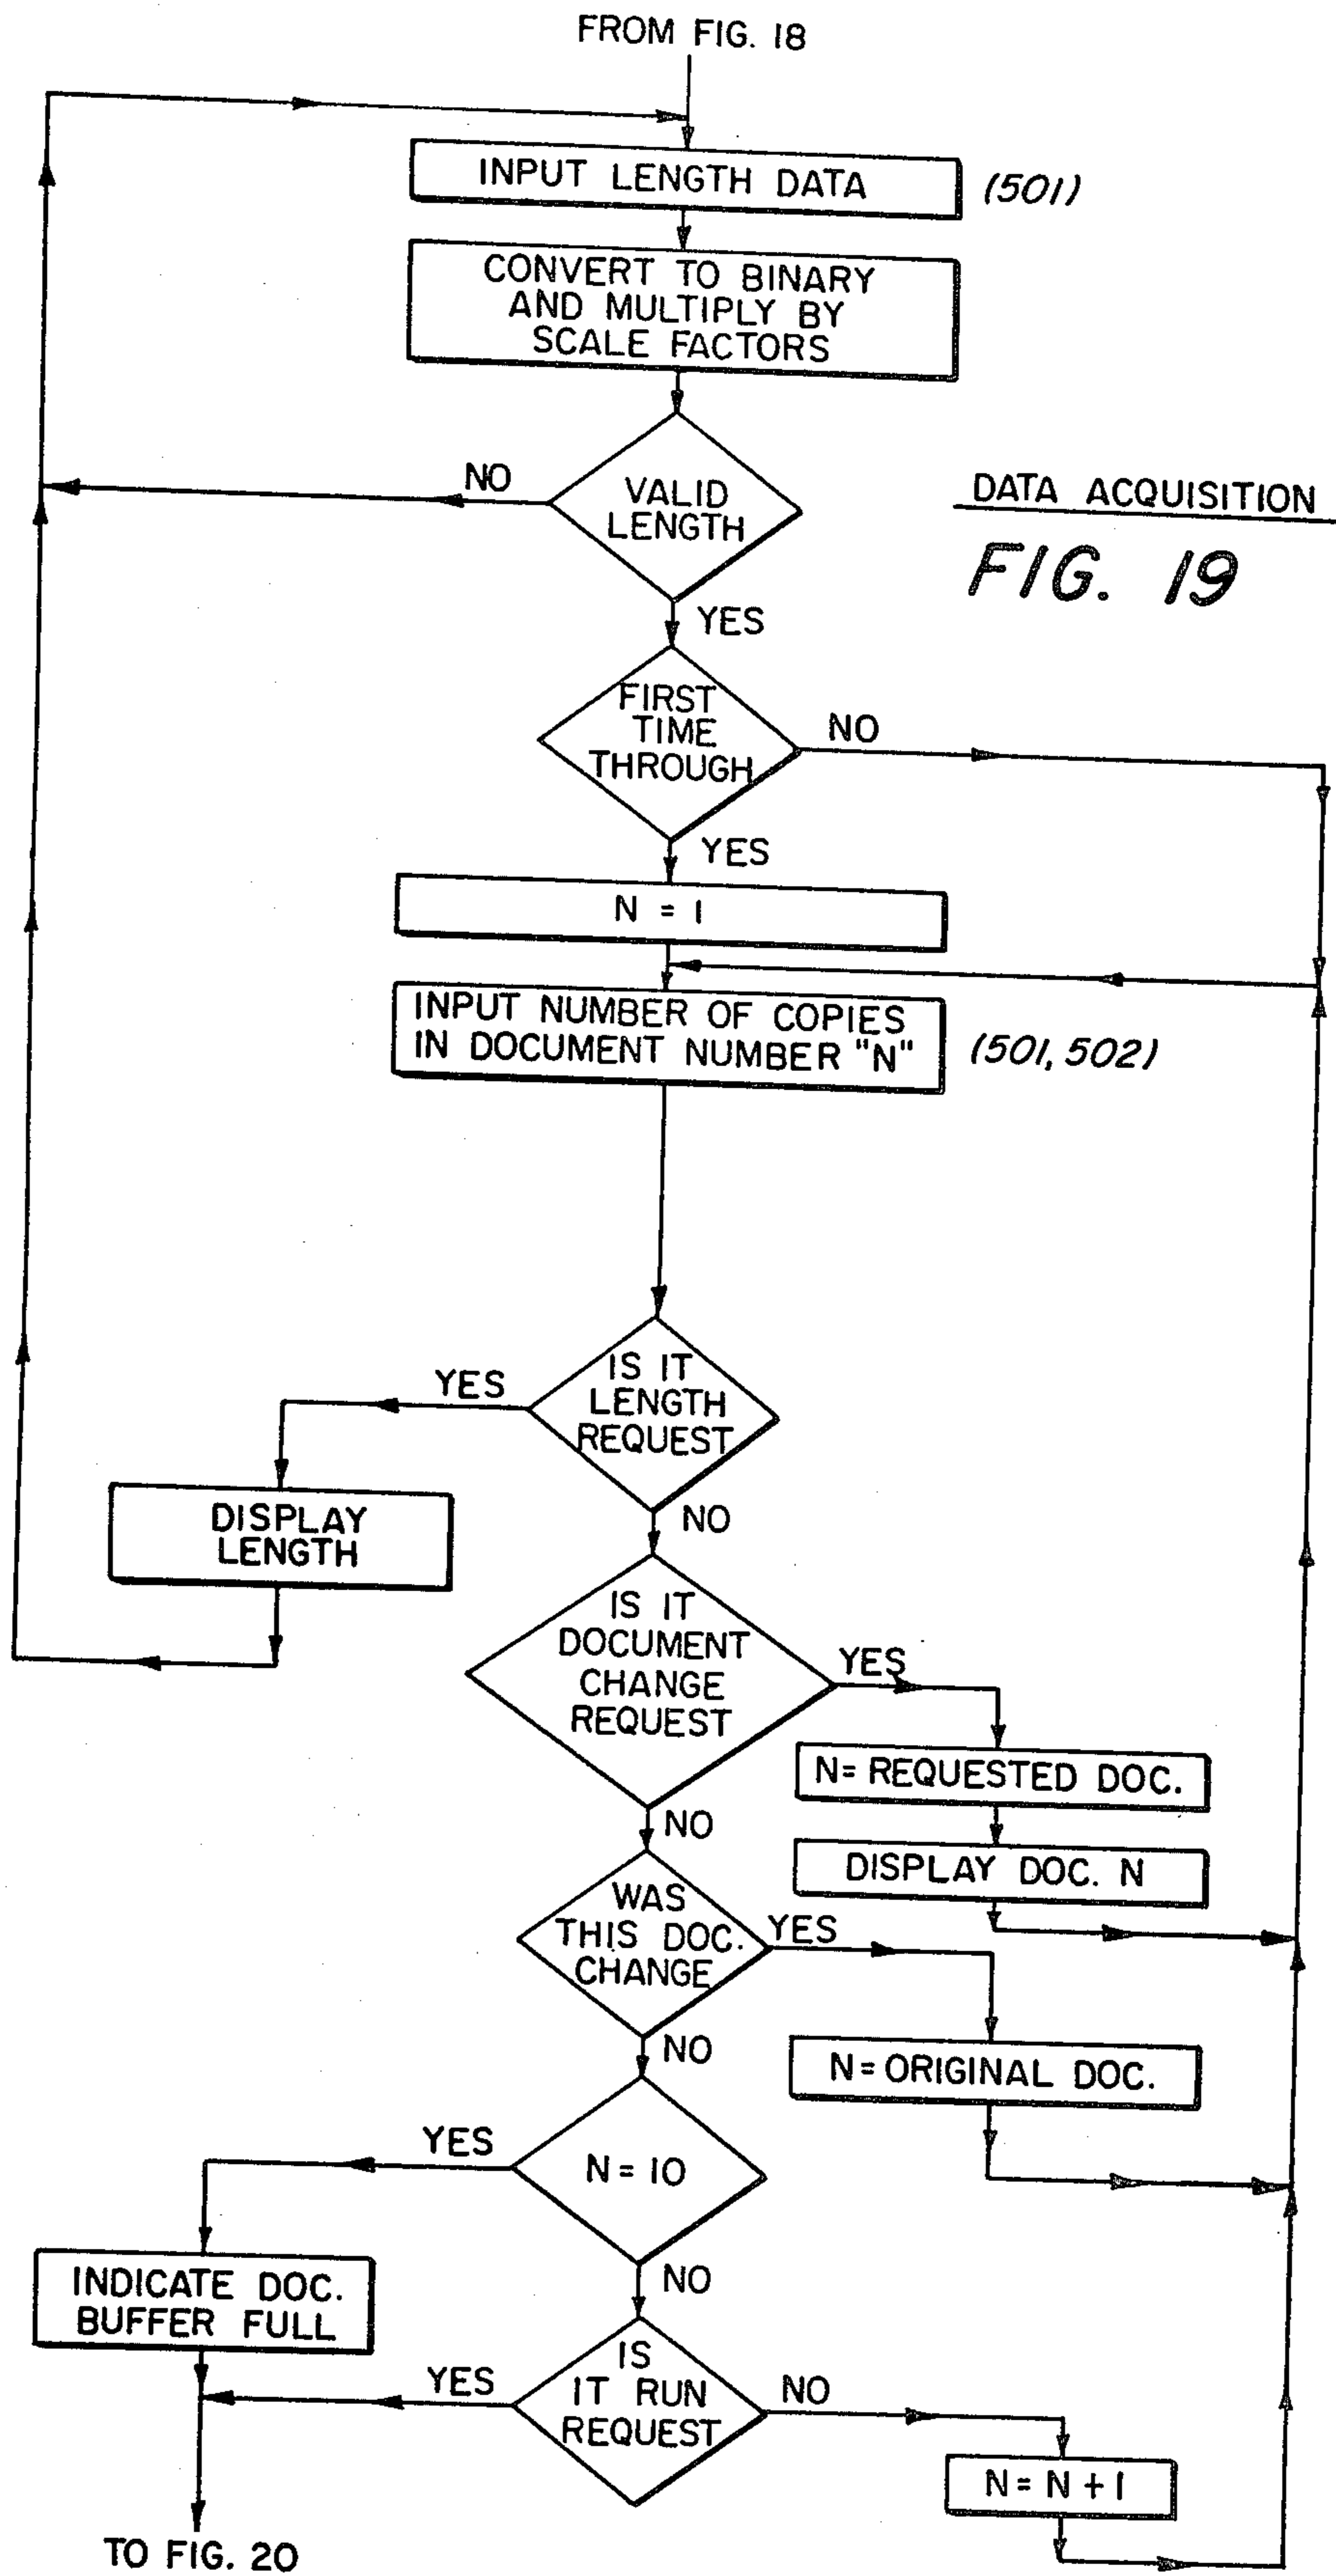 FROM FIG. 18
INPUT LENGTH DATA
(501)
CONVERT TO BINARY
AND MULTIPLY BY
SCALE FACTORS
NO
VALID
LENGTH
DATA ACQUISITION
FIG. 19
YES
FIRST
TIME
THROUGH
NO
YES
N = 1
INPUT NUMBER OF COPIES
IN DOCUMENT NUMBER "N"
(501, 502)
IS IT
LENGTH
REQUEST
YES
NO
DISPLAY
LENGTH
IS IT
DOCUMENT
CHANGE
REQUEST
YES
N= REQUESTED DOC.
NO
DISPLAY DOC. N
WAS
THIS DOC.
CHANGE
YES
NO
N= ORIGINAL DOC.
YES
N = 10
NO
INDICATE DOC.
BUFFER FULL
YES
IS
IT RUN
REQUEST
NO
N = N + 1
TO FIG. 20